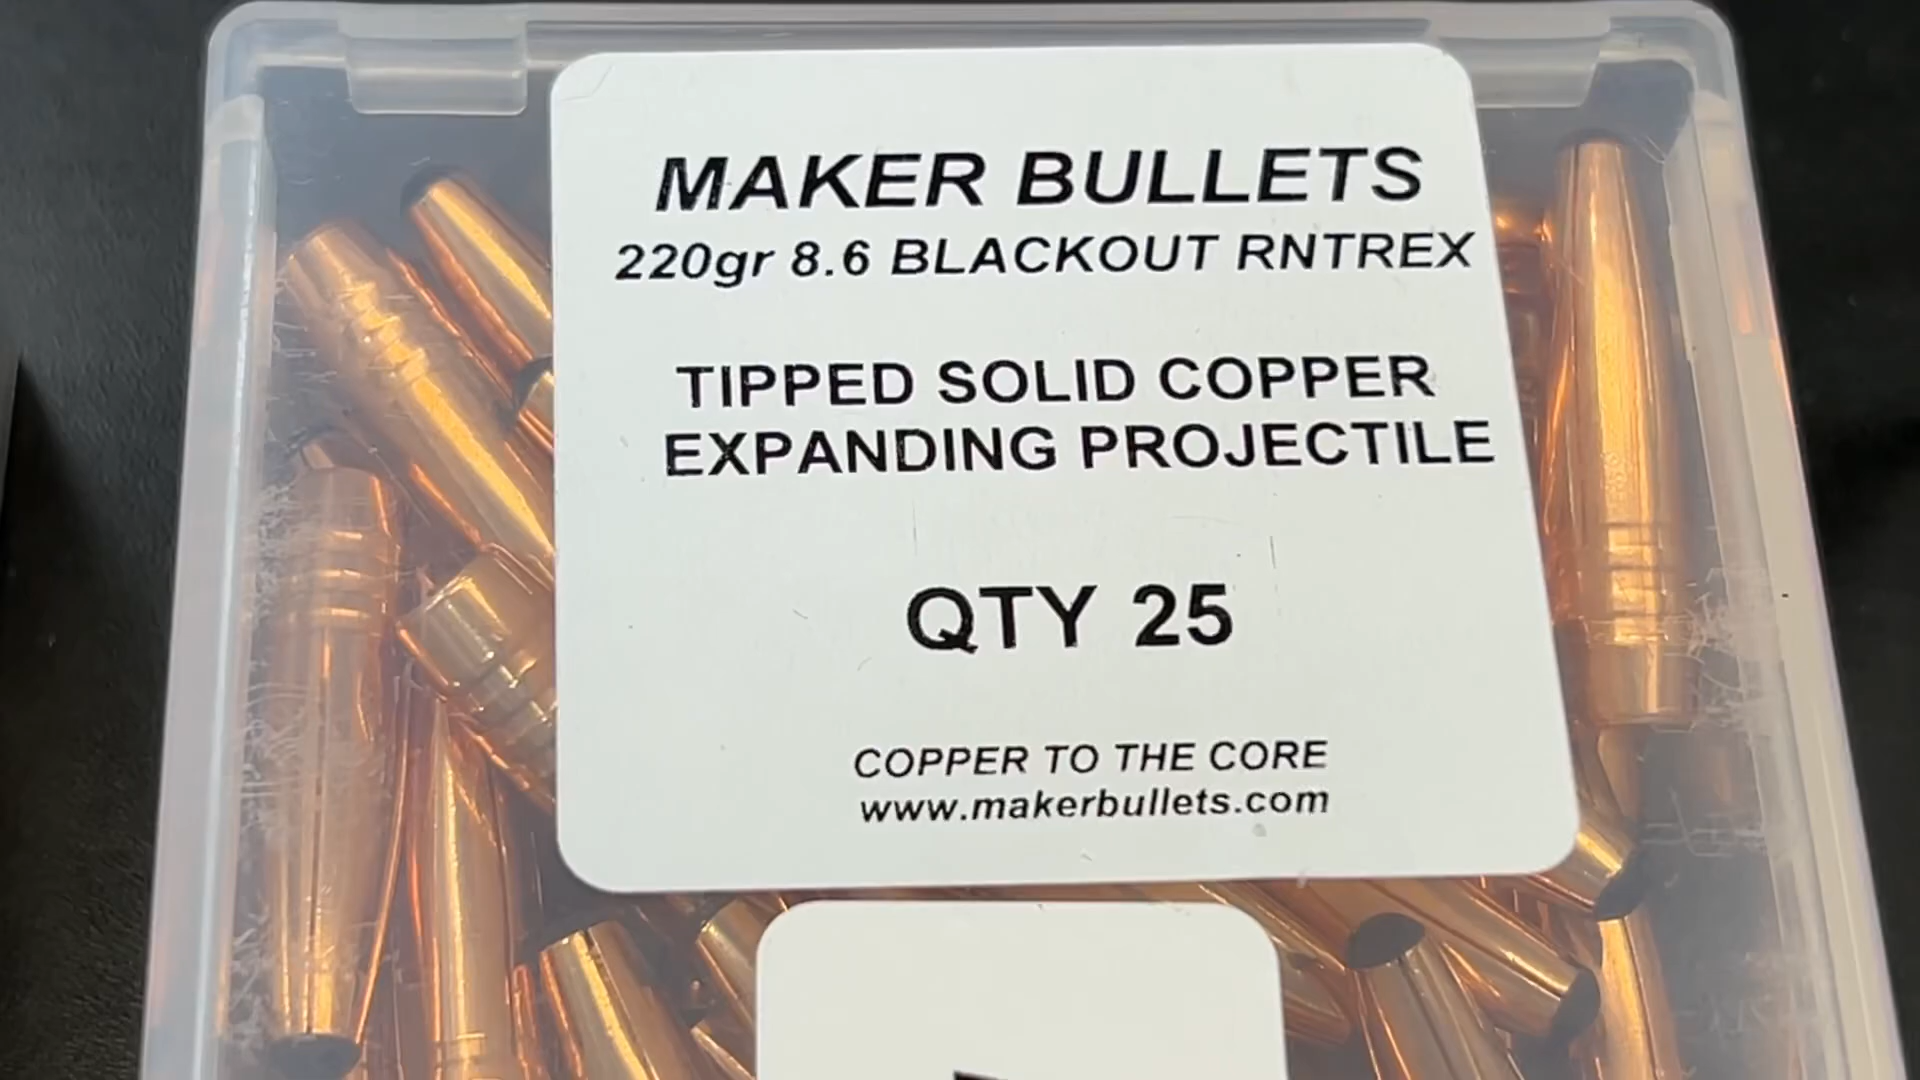 MAKER BULLETS
220gr 8.6 BLACKOUT RNTREX
TIPPED SOLID COPPER
EXPANDING PROJECTILE
QTY 25
COPPER TO THE CORE
www.makerbullets.com